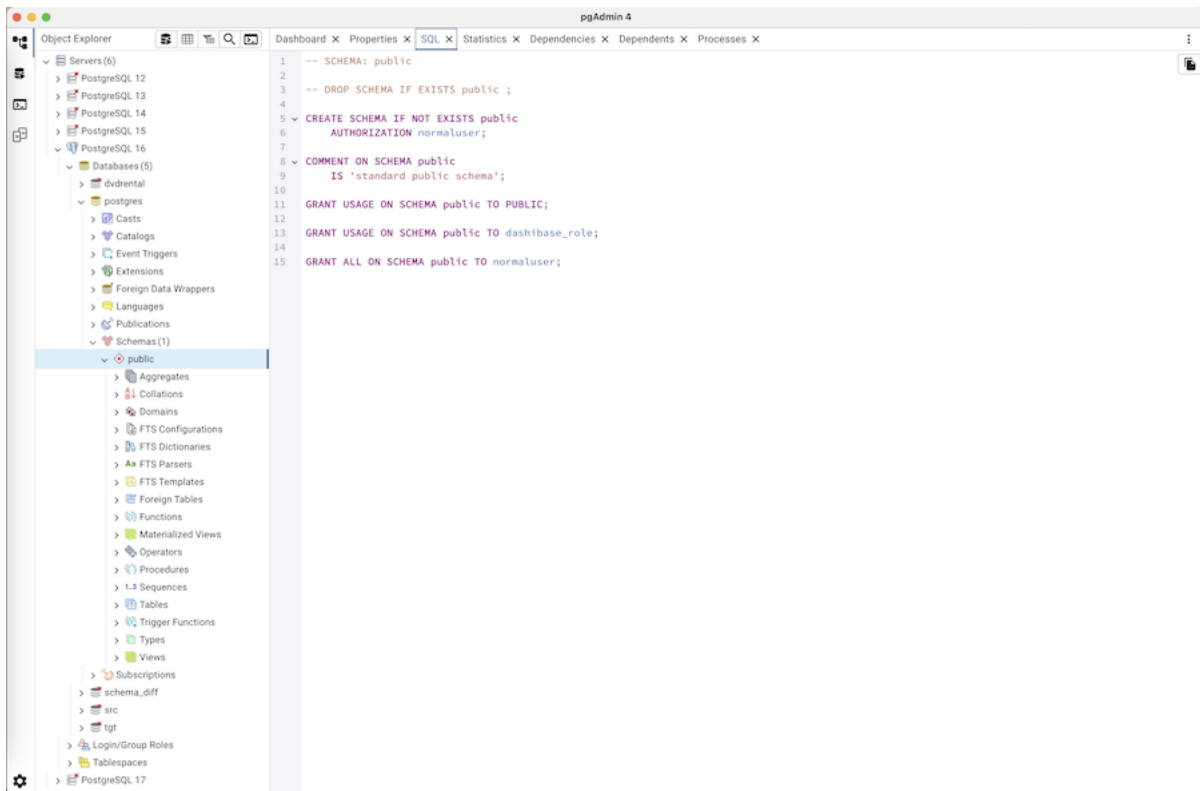 pgAdmin 4
Object Explorer
Dashboard X Properties X SQL X Statistics X Dependencies X Dependents X Processes X
Servers (6)
PostgreSQL 12
PostgreSQL 13
PostgreSQL 14
PostgreSQL 15
PostgreSQL 16
Databases (5)
dvdrental
postgres
Casts
Catalogs
Event Triggers
Extensions
Foreign Data Wrappers
Languages
Publications
Schemas (1)
public
Aggregates
Collations
Domains
FTS Configurations
FTS Dictionaries
Aa FTS Parsers
FTS Templates
Foreign Tables
Functions
Materialized Views
Operators
Procedures
1..3 Sequences
Tables
Trigger Functions
Types
Views
Subscriptions
schema_diff
src
tgt
Login/Group Roles
Tablespaces
PostgreSQL 17
1 -- SCHEMA: public
2
3 -- DROP SCHEMA IF EXISTS public ;
4
5 CREATE SCHEMA IF NOT EXISTS public
6     AUTHORIZATION normaluser;
7
8 COMMENT ON SCHEMA public
9     IS 'standard public schema';
10
11 GRANT USAGE ON SCHEMA public TO PUBLIC;
12
13 GRANT USAGE ON SCHEMA public TO dashibase_role;
14
15 GRANT ALL ON SCHEMA public TO normaluser;